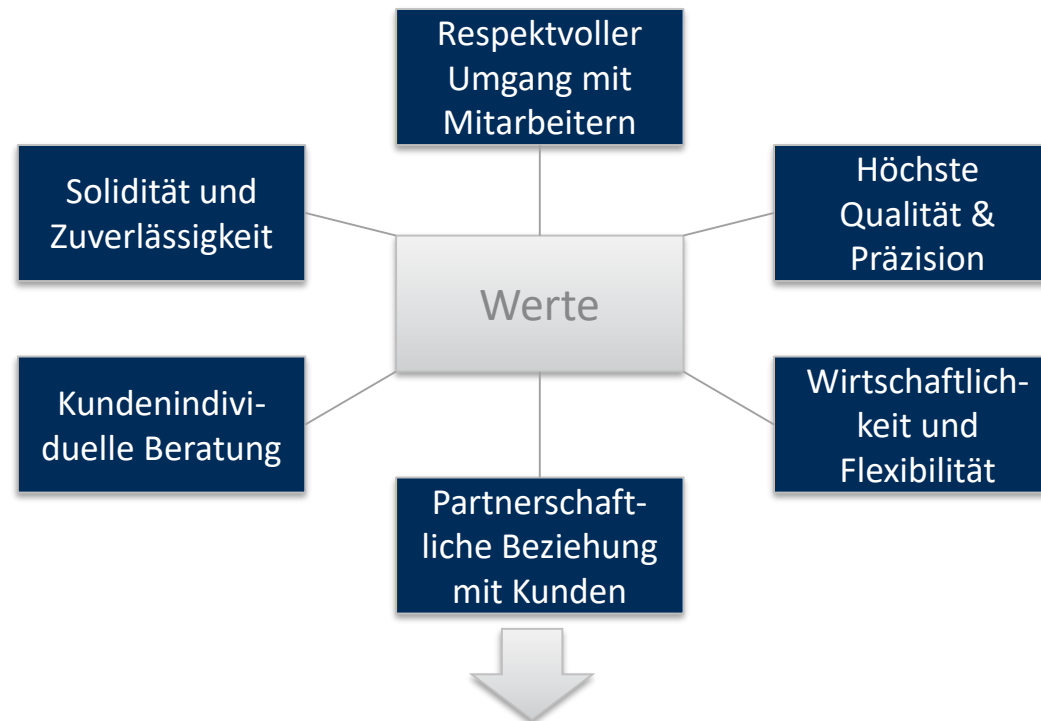 Respektvoller
Umgang mit
Mitarbeitern
Solidität und
Zuverlässigkeit
Höchste
Qualität &
Präzision
Werte
Kundenindivi-
duelle Beratung
Wirtschaftlich-
keit und
Flexibilität
Partnerschaft-
liche Beziehung
mit Kunden